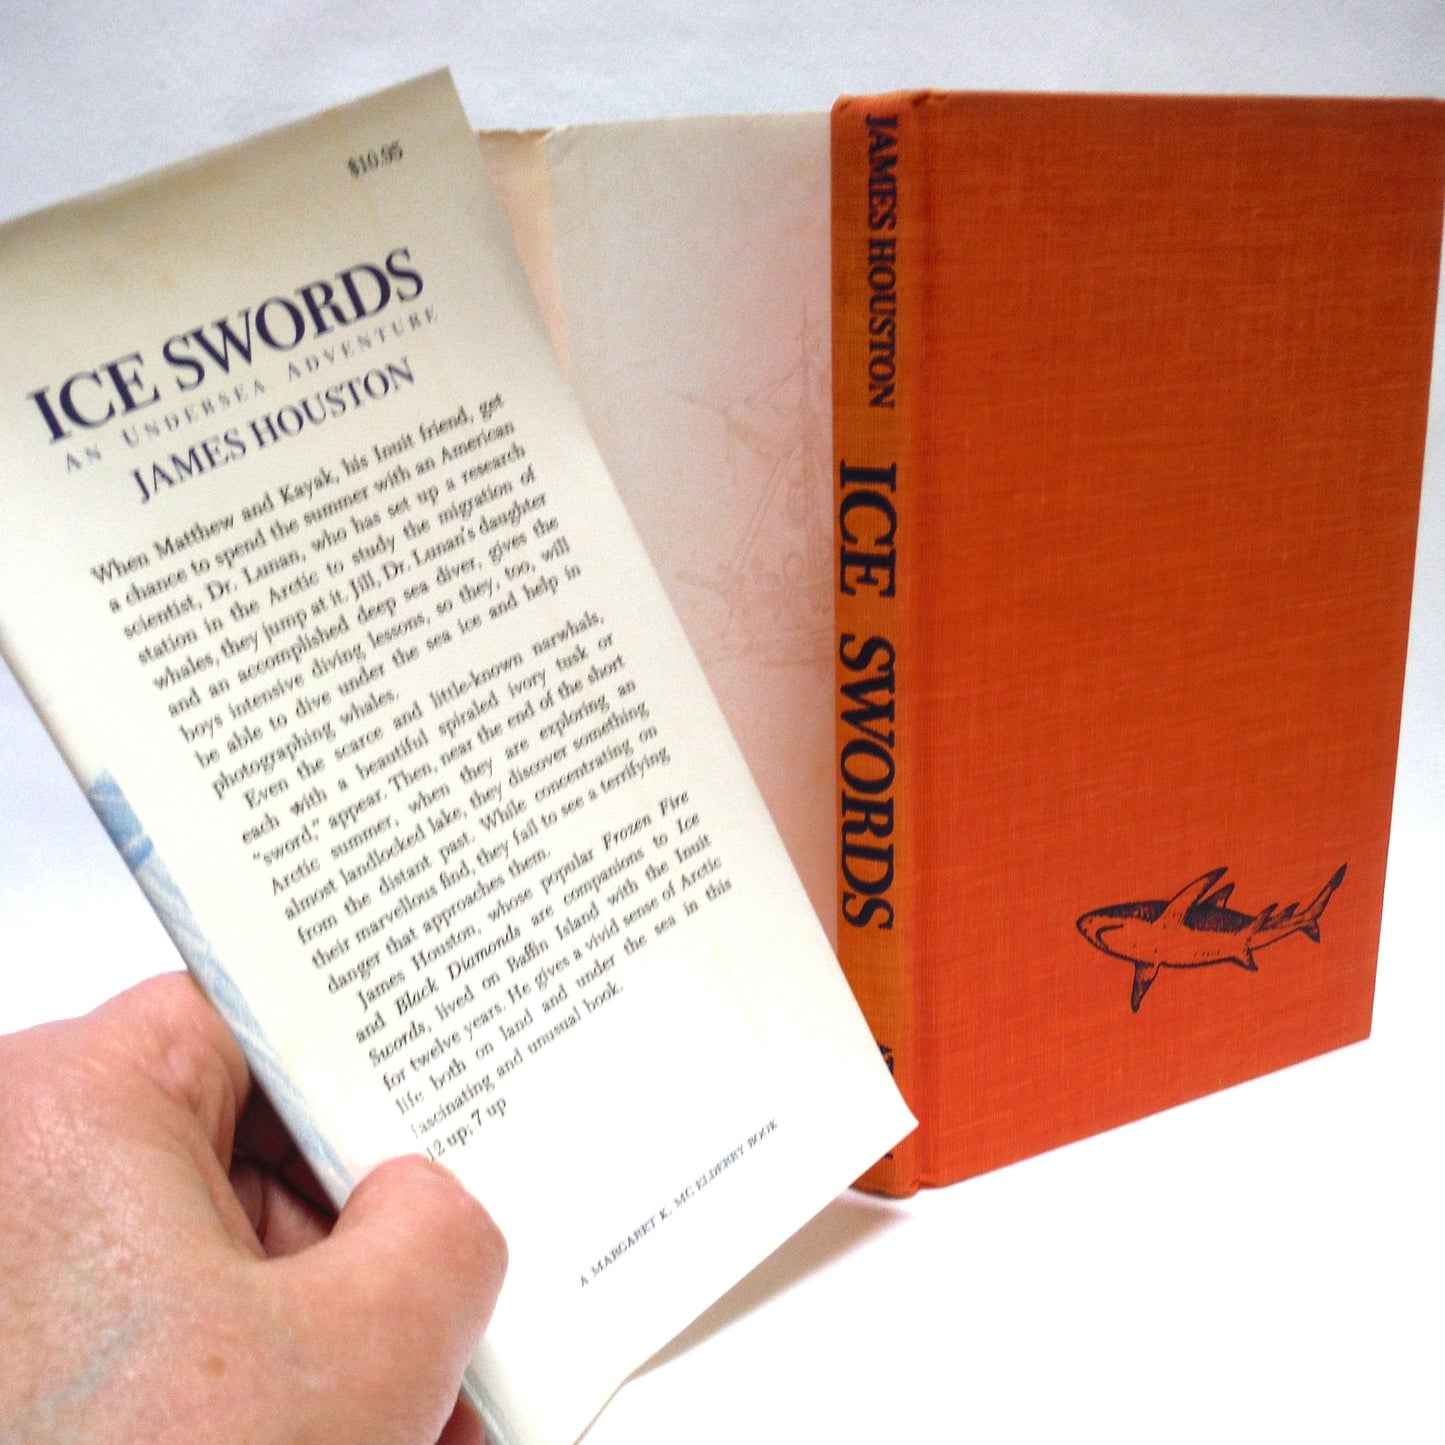 $10.95
ICE SWORDS
AN UNDERSEA ADVENTURE
JAMES HOUSTON
When Matthew and Kayak, his Inuit friend, get
a chance to spend the summer with an American
scientist, Dr. Lunan, who has set up a research
station in the Arctic to study the migration of
whales, they jump at it. Jill, Dr. Lunan's daughter
and an accomplished deep sea diver, gives the
boys intensive diving lessons, so they, too, will
be able to dive under the sea ice and help in
photographing whales.
Even the scarce and little-known narwhals,
each with a beautiful spiraled ivory tusk or
"sword," appear. Then, near the end of the short
Arctic summer, when they are exploring an
almost landlocked lake, they discover something
from the distant past. While concentrating on
their marvellous find, they fail to see a terrifying
danger that approaches them.
James Houston, whose popular Frozen Fire
and Black Diamonds are companions to Ice
Swords, lived on Baffin Island with the Inuit
for twelve years. He gives a vivid sense of Arctic
life both on land and under the sea in this
fascinating and unusual book.
12 up; 7 up
A MARGARET K. MC ELDERRY BOOK
JAMES HOUSTON ICE SWORDS